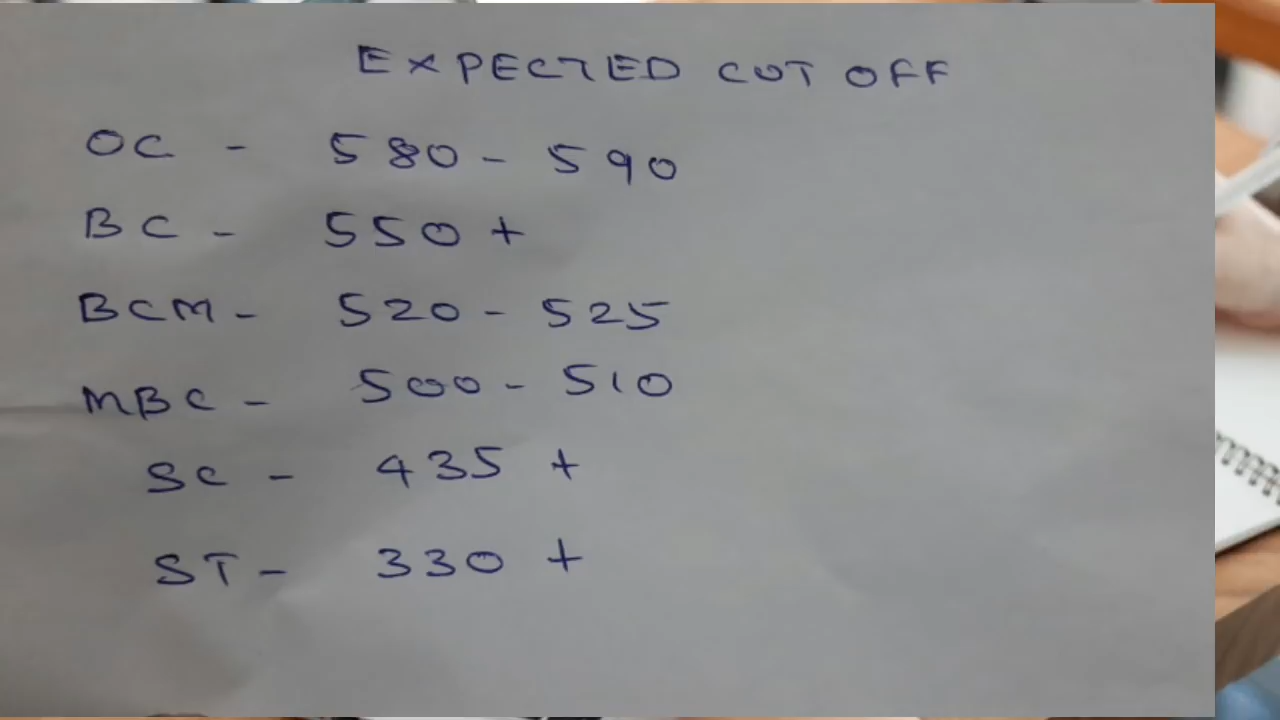 EXPECTED CUT OFF
OC - 580 - 590
BC - 550 +
BCM - 520 - 525
MBC - 500 - 510
SC - 435 +
ST - 330 +